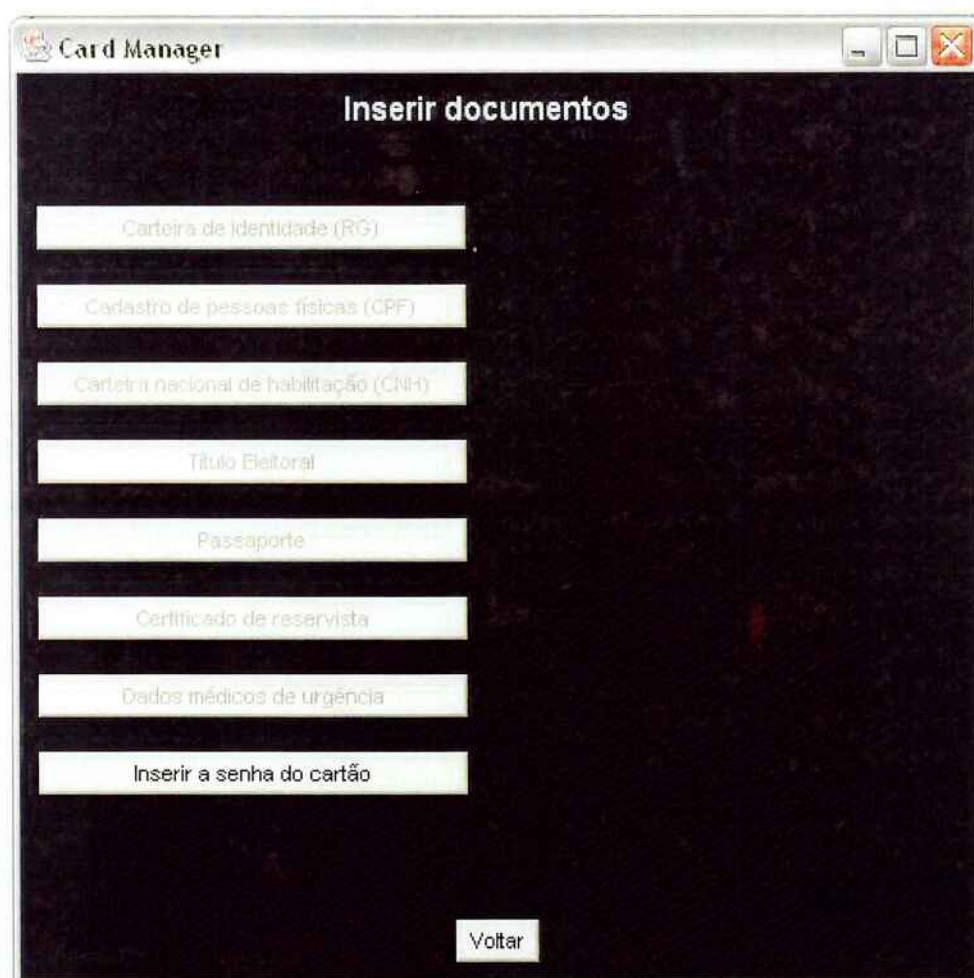 Card Manager
Inserir documentos
Carteira de identidade (RG)
Cadastro de pessoas físicas (CPF)
Carteira nacional de habilitação (CNH)
Título Eleitoral
Passaporte
Certificado de reservista
Dados médicos de urgência
Inserir a senha do cartão
Voltar